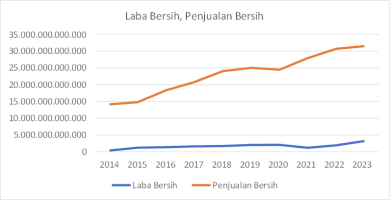 Laba Bersih, Penjualan Bersih
35.000.000.000.000
30.000.000.000.000
25.000.000.000.000
20.000.000.000.000
15.000.000.000.000
10.000.000.000.000
5.000.000.000.000
0
2014 2015 2016 2017 2018 2019 2020 2021 2022 2023
Laba Bersih Penjualan Bersih